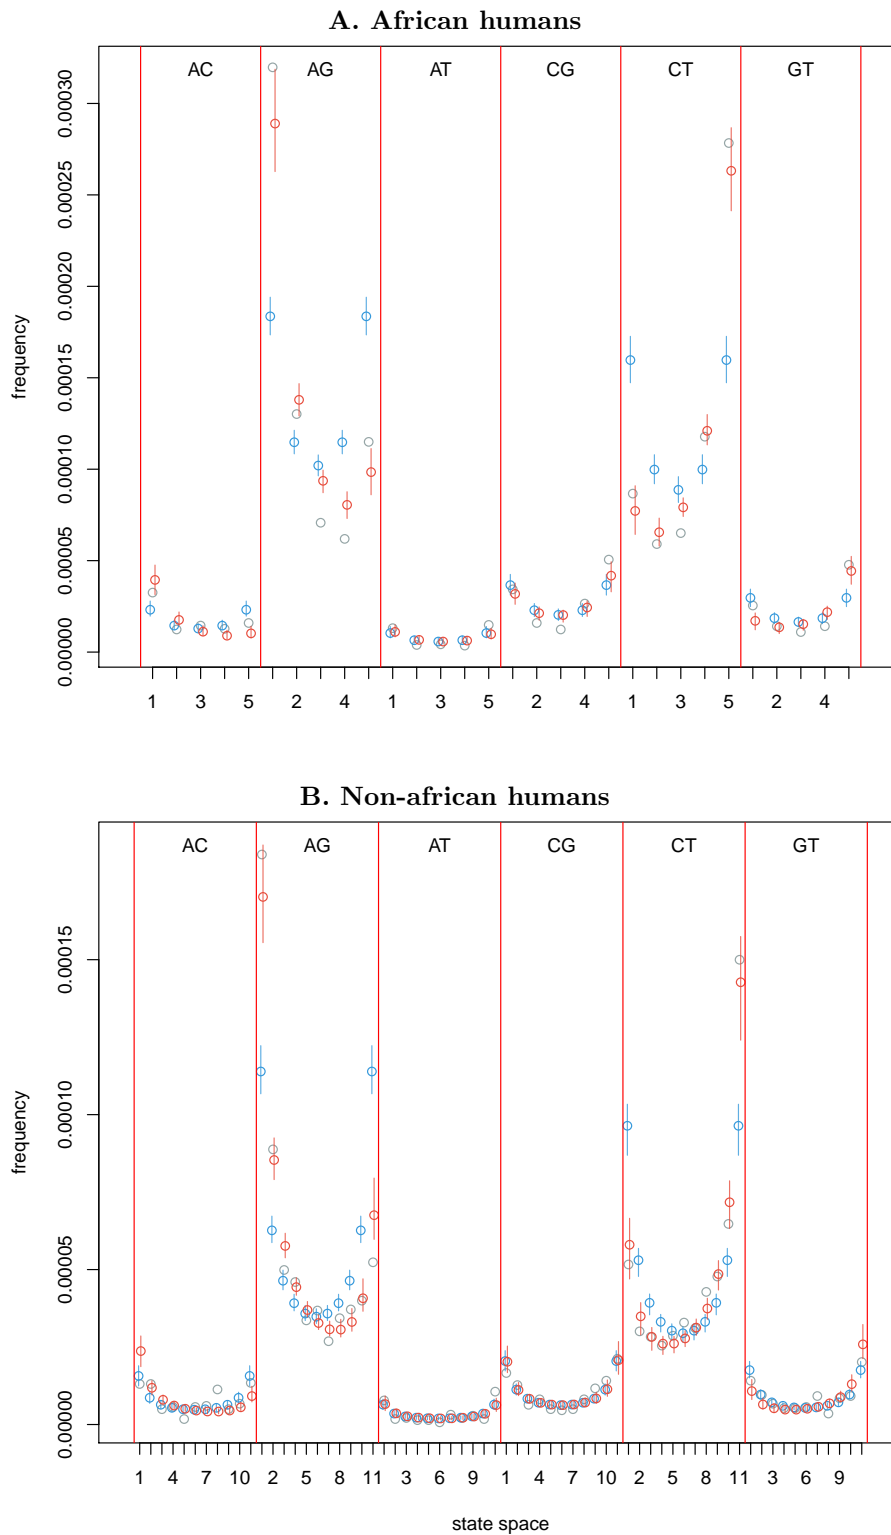 A. African humans
AC AG AT CG CT GT
0.00030
0.00025
0.00020
0.00015
0.00010
0.00005
0.00000
frequency
1 3 5 2 4 1 3 5 2 4 1 3 5 2 4
B. Non-african humans
AC AG AT CG CT GT
0.00015
0.00010
0.00005
0.00000
frequency
1 4 7 10 2 5 8 11 3 6 9 1 4 7 10 2 5 8 11 3 6 9
state space